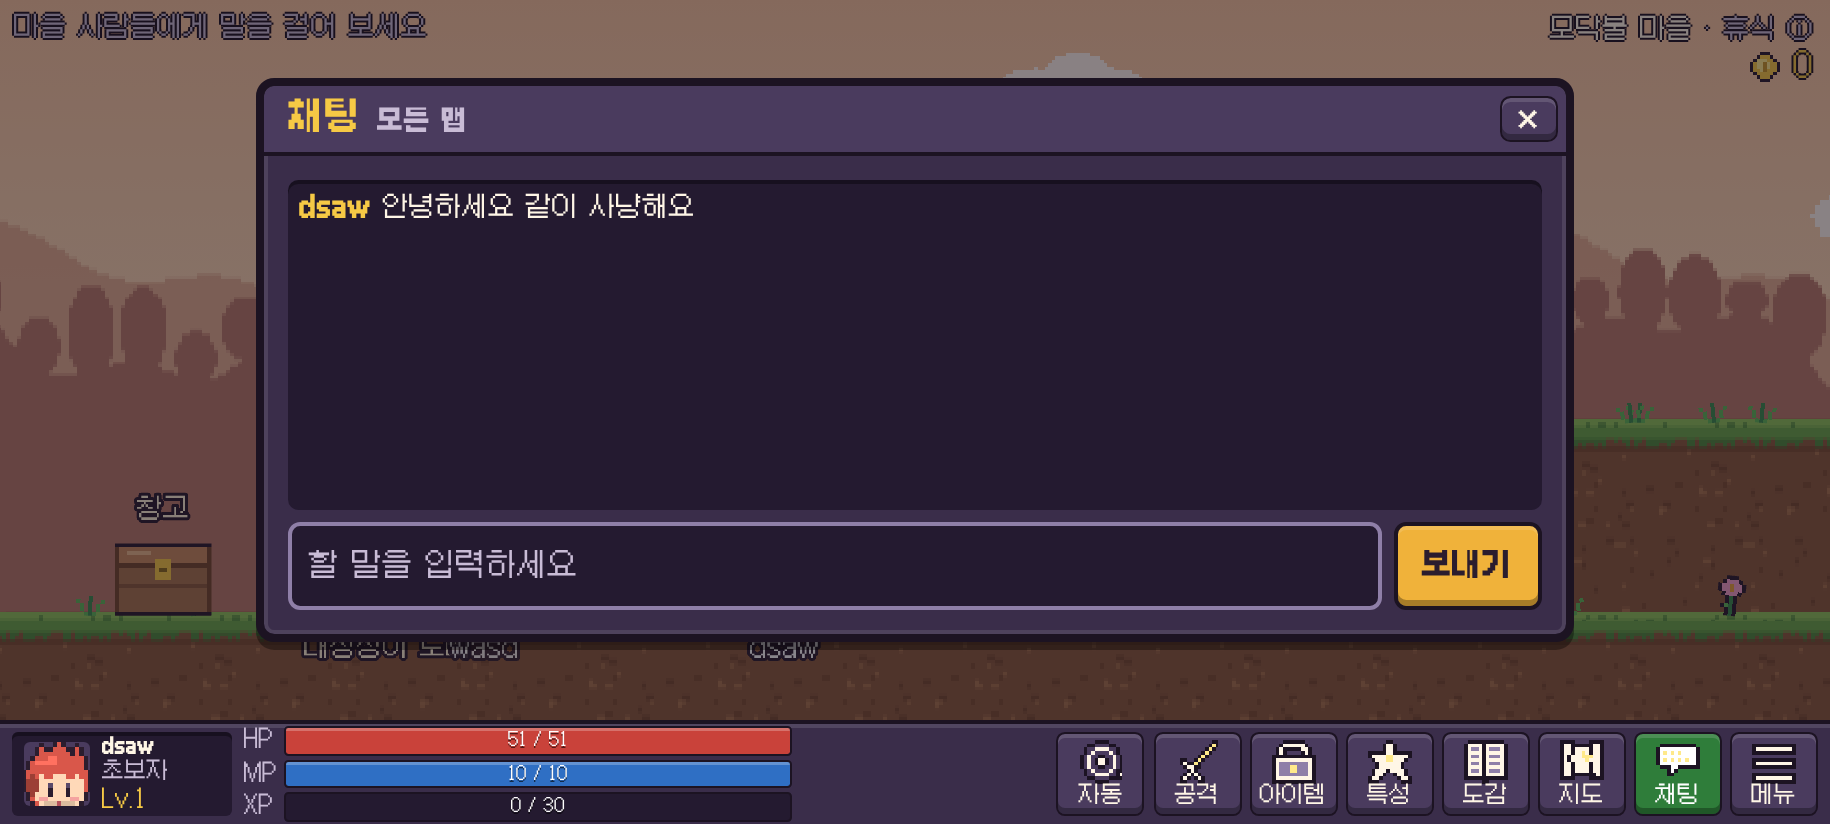 마을 사람들에게 말을 걸어 보세요
모닥불 마을 · 휴식 ①
0
채팅 모든 맵
dsaw 안녕하세요 같이 사냥해요
창고
할 말을 입력하세요
보내기
dsaw
dsaw
초보자
Lv.1
HP 51 / 51
MP 10 / 10
XP 0 / 30
자동 공격 아이템 특성 도감 지도 채팅 메뉴